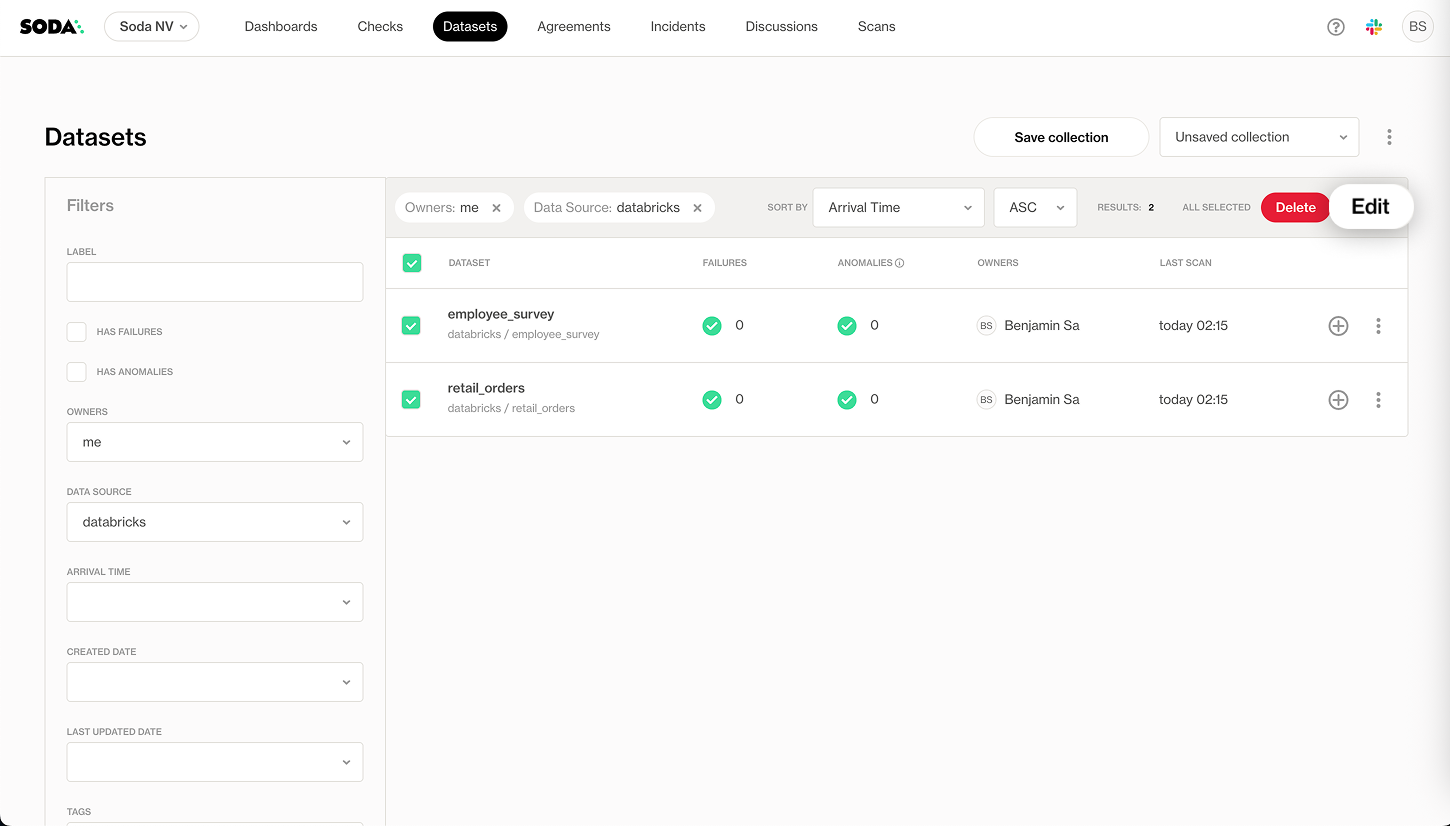 SODA
Soda NV
Dashboards
Checks
Datasets
Agreements
Incidents
Discussions
Scans
BS
Datasets
Save collection
Unsaved collection
Filters
LABEL
HAS FAILURES
HAS ANOMALIES
OWNERS
me
DATA SOURCE
databricks
ARRIVAL TIME
CREATED DATE
LAST UPDATED DATE
TAGS
Owners: me
Data Source: databricks
SORT BY
Arrival Time
ASC
RESULTS: 2
ALL SELECTED
Delete
Edit
DATASET FAILURES ANOMALIES OWNERS LAST SCAN
employee_survey
databricks / employee_survey
0 0 BS Benjamin Sa today 02:15
retail_orders
databricks / retail_orders
0 0 BS Benjamin Sa today 02:15